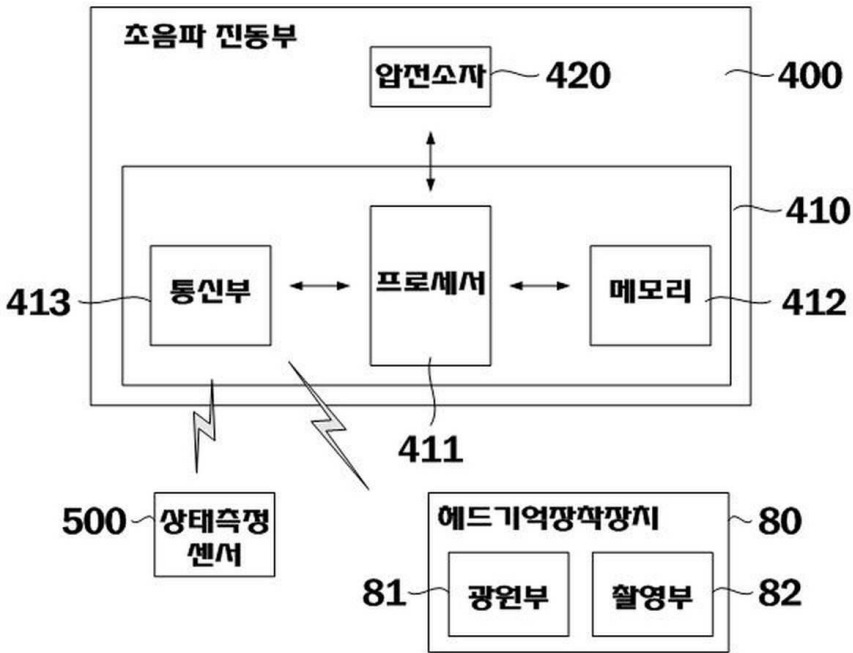 초음파 진동부
압전소자 420
400
410
413 통신부
프로세서
메모리 412
411
500 상태측정
센서
헤드기억장착장치 80
81 광원부
촬영부 82